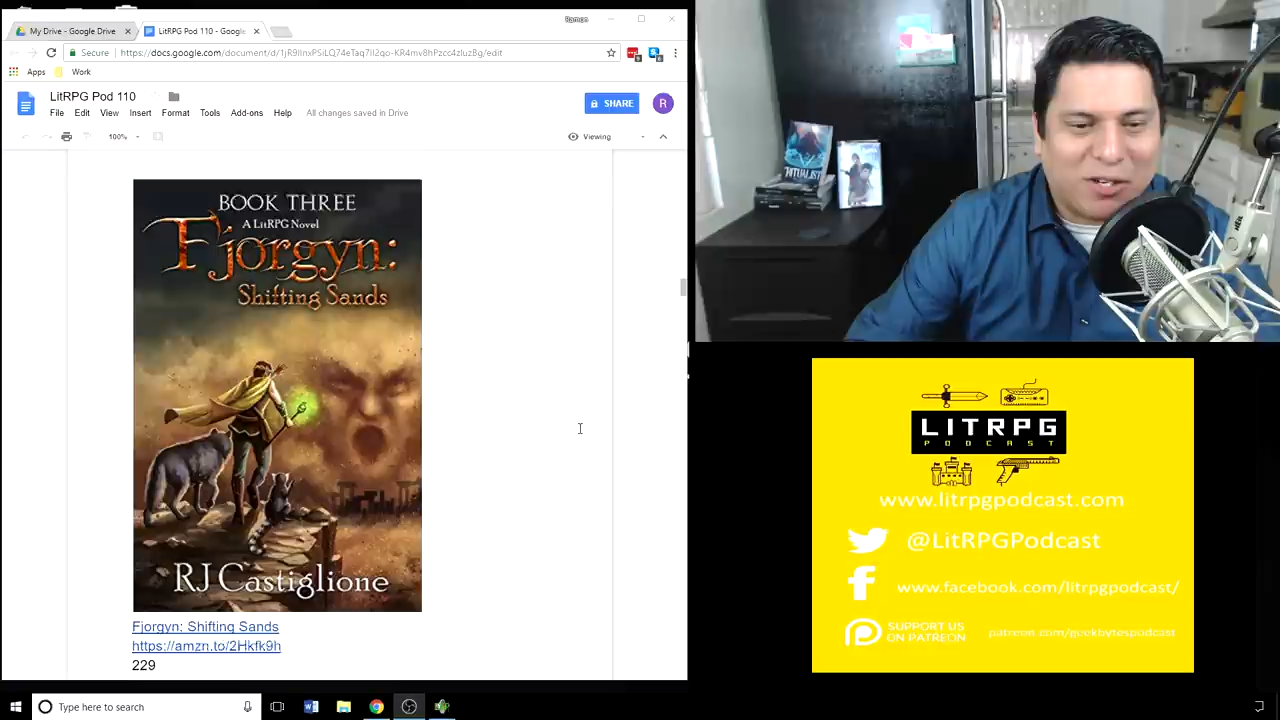 Ramon
My Drive - Google Drive
LitRPG Pod 110 - Google
Secure
https://docs.google.com/document/d/1jR9lInxPSiLQ74eTaq7Il2qo-KR4mv8hPzcc4zluzBg/edit
Apps
Work
LitRPG Pod 110
SHARE
R
File Edit View Insert Format Tools Add-ons Help All changes saved in Drive
100%
Viewing
BOOK THREE
A LitRPG Novel
Fjorgyn:
Shifting Sands
RJ Castiglione
Fjorgyn: Shifting Sands
https://amzn.to/2Hkfk9h
229
RITUALIST
LITRPG
PODCAST
www.litrpgpodcast.com
@LitRPGPodcast
www.facebook.com/litrpgpodcast/
SUPPORT US
ON PATREON
patreon.com/geekbytespodcast
Type here to search